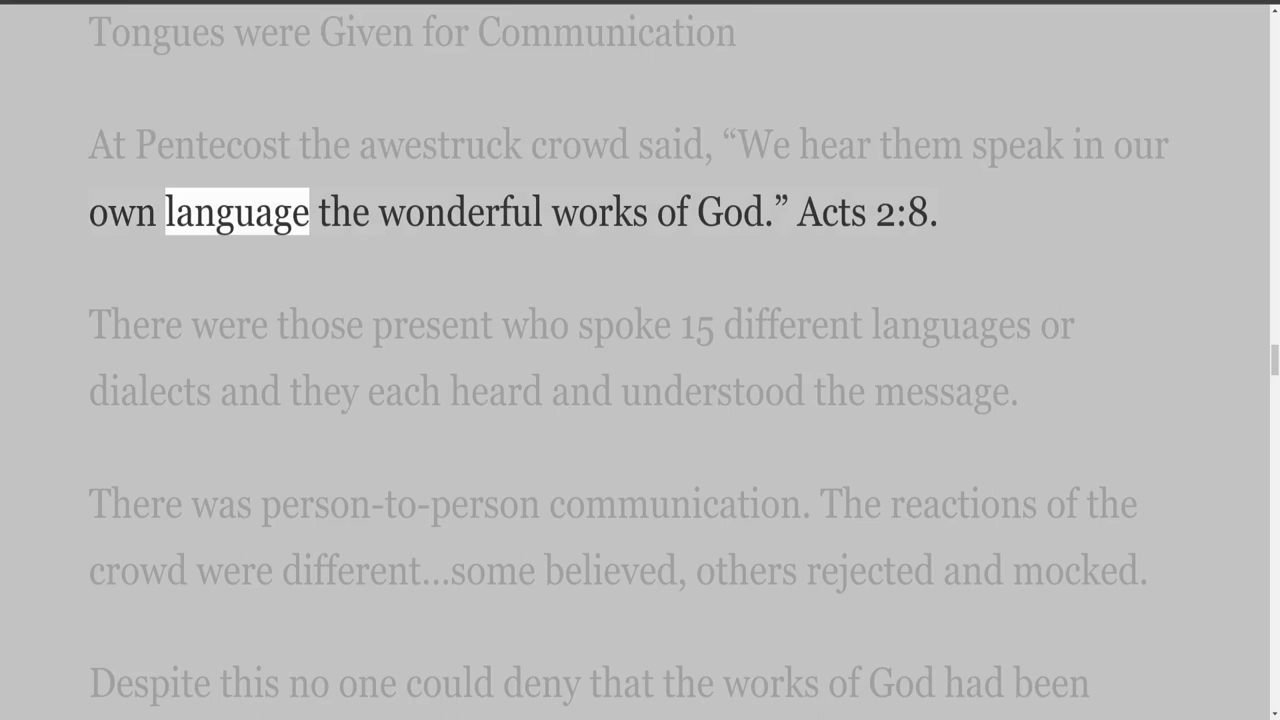 Tongues were Given for Communication
At Pentecost the awestruck crowd said, “We hear them speak in our
own language the wonderful works of God.” Acts 2:8.
There were those present who spoke 15 different languages or
dialects and they each heard and understood the message.
There was person-to-person communication. The reactions of the
crowd were different...some believed, others rejected and mocked.
Despite this no one could deny that the works of God had been